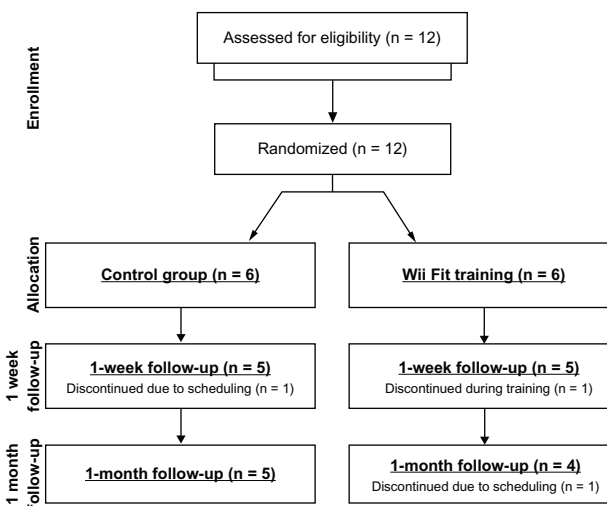 Enrollment
Assessed for eligibility (n = 12)
Randomized (n = 12)
Allocation
Control group (n = 6)
Wii Fit training (n = 6)
1 week
follow-up
1-week follow-up (n = 5)
Discontinued due to scheduling (n = 1)
1-week follow-up (n = 5)
Discontinued during training (n = 1)
1 month
follow-up
1-month follow-up (n = 5)
1-month follow-up (n = 4)
Discontinued due to scheduling (n = 1)